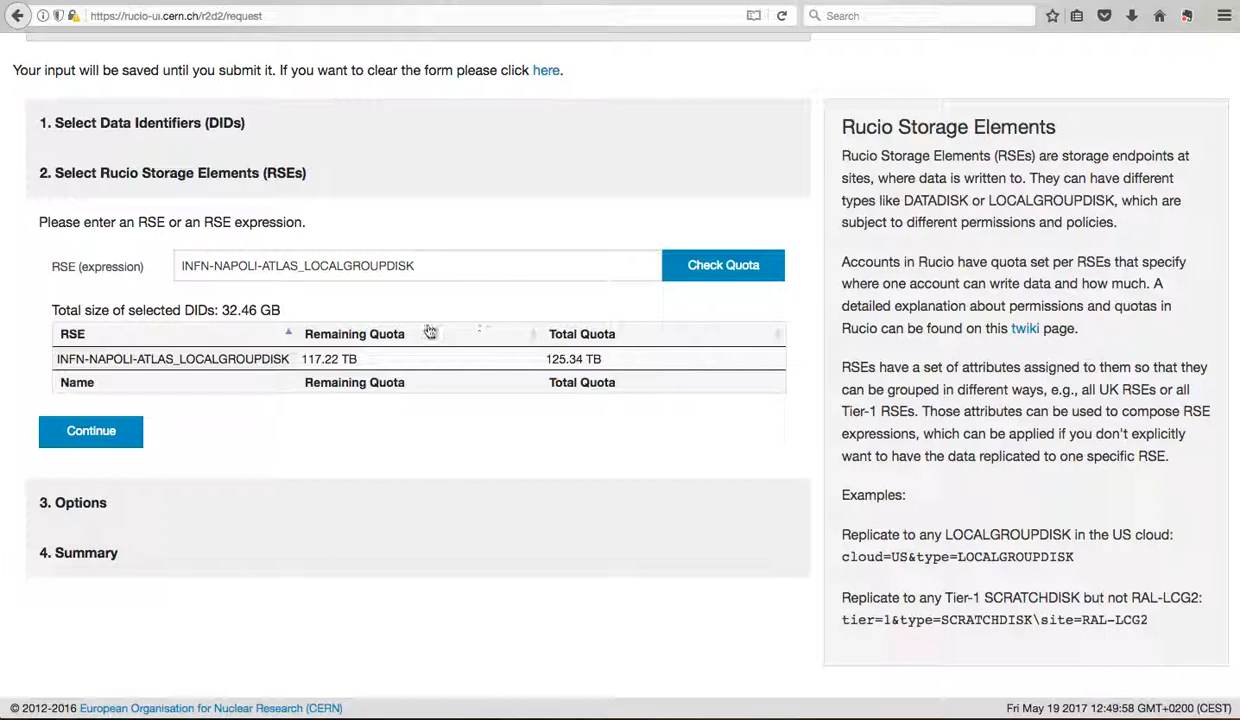 https://rucio-ui.cern.ch/r2d2/request
Search
Your input will be saved until you submit it. If you want to clear the form please click here.
1. Select Data Identifiers (DIDs)
2. Select Rucio Storage Elements (RSEs)
Please enter an RSE or an RSE expression.
RSE (expression)
INFN-NAPOLI-ATLAS_LOCALGROUPDISK
Check Quota
Total size of selected DIDs: 32.46 GB
RSE Remaining Quota Total Quota
INFN-NAPOLI-ATLAS_LOCALGROUPDISK 117.22 TB 125.34 TB
Name Remaining Quota Total Quota
Continue
3. Options
4. Summary
Rucio Storage Elements
Rucio Storage Elements (RSEs) are storage endpoints at
sites, where data is written to. They can have different
types like DATADISK or LOCALGROUPDISK, which are
subject to different permissions and policies.
Accounts in Rucio have quota set per RSEs that specify
where one account can write data and how much. A
detailed explanation about permissions and quotas in
Rucio can be found on this twiki page.
RSEs have a set of attributes assigned to them so that they
can be grouped in different ways, e.g., all UK RSEs or all
Tier-1 RSEs. Those attributes can be used to compose RSE
expressions, which can be applied if you don't explicitly
want to have the data replicated to one specific RSE.
Examples:
Replicate to any LOCALGROUPDISK in the US cloud:
cloud=US&type=LOCALGROUPDISK
Replicate to any Tier-1 SCRATCHDISK but not RAL-LCG2:
tier=1&type=SCRATCHDISK\site=RAL-LCG2
© 2012-2016 European Organisation for Nuclear Research (CERN)
Fri May 19 2017 12:49:58 GMT+0200 (CEST)